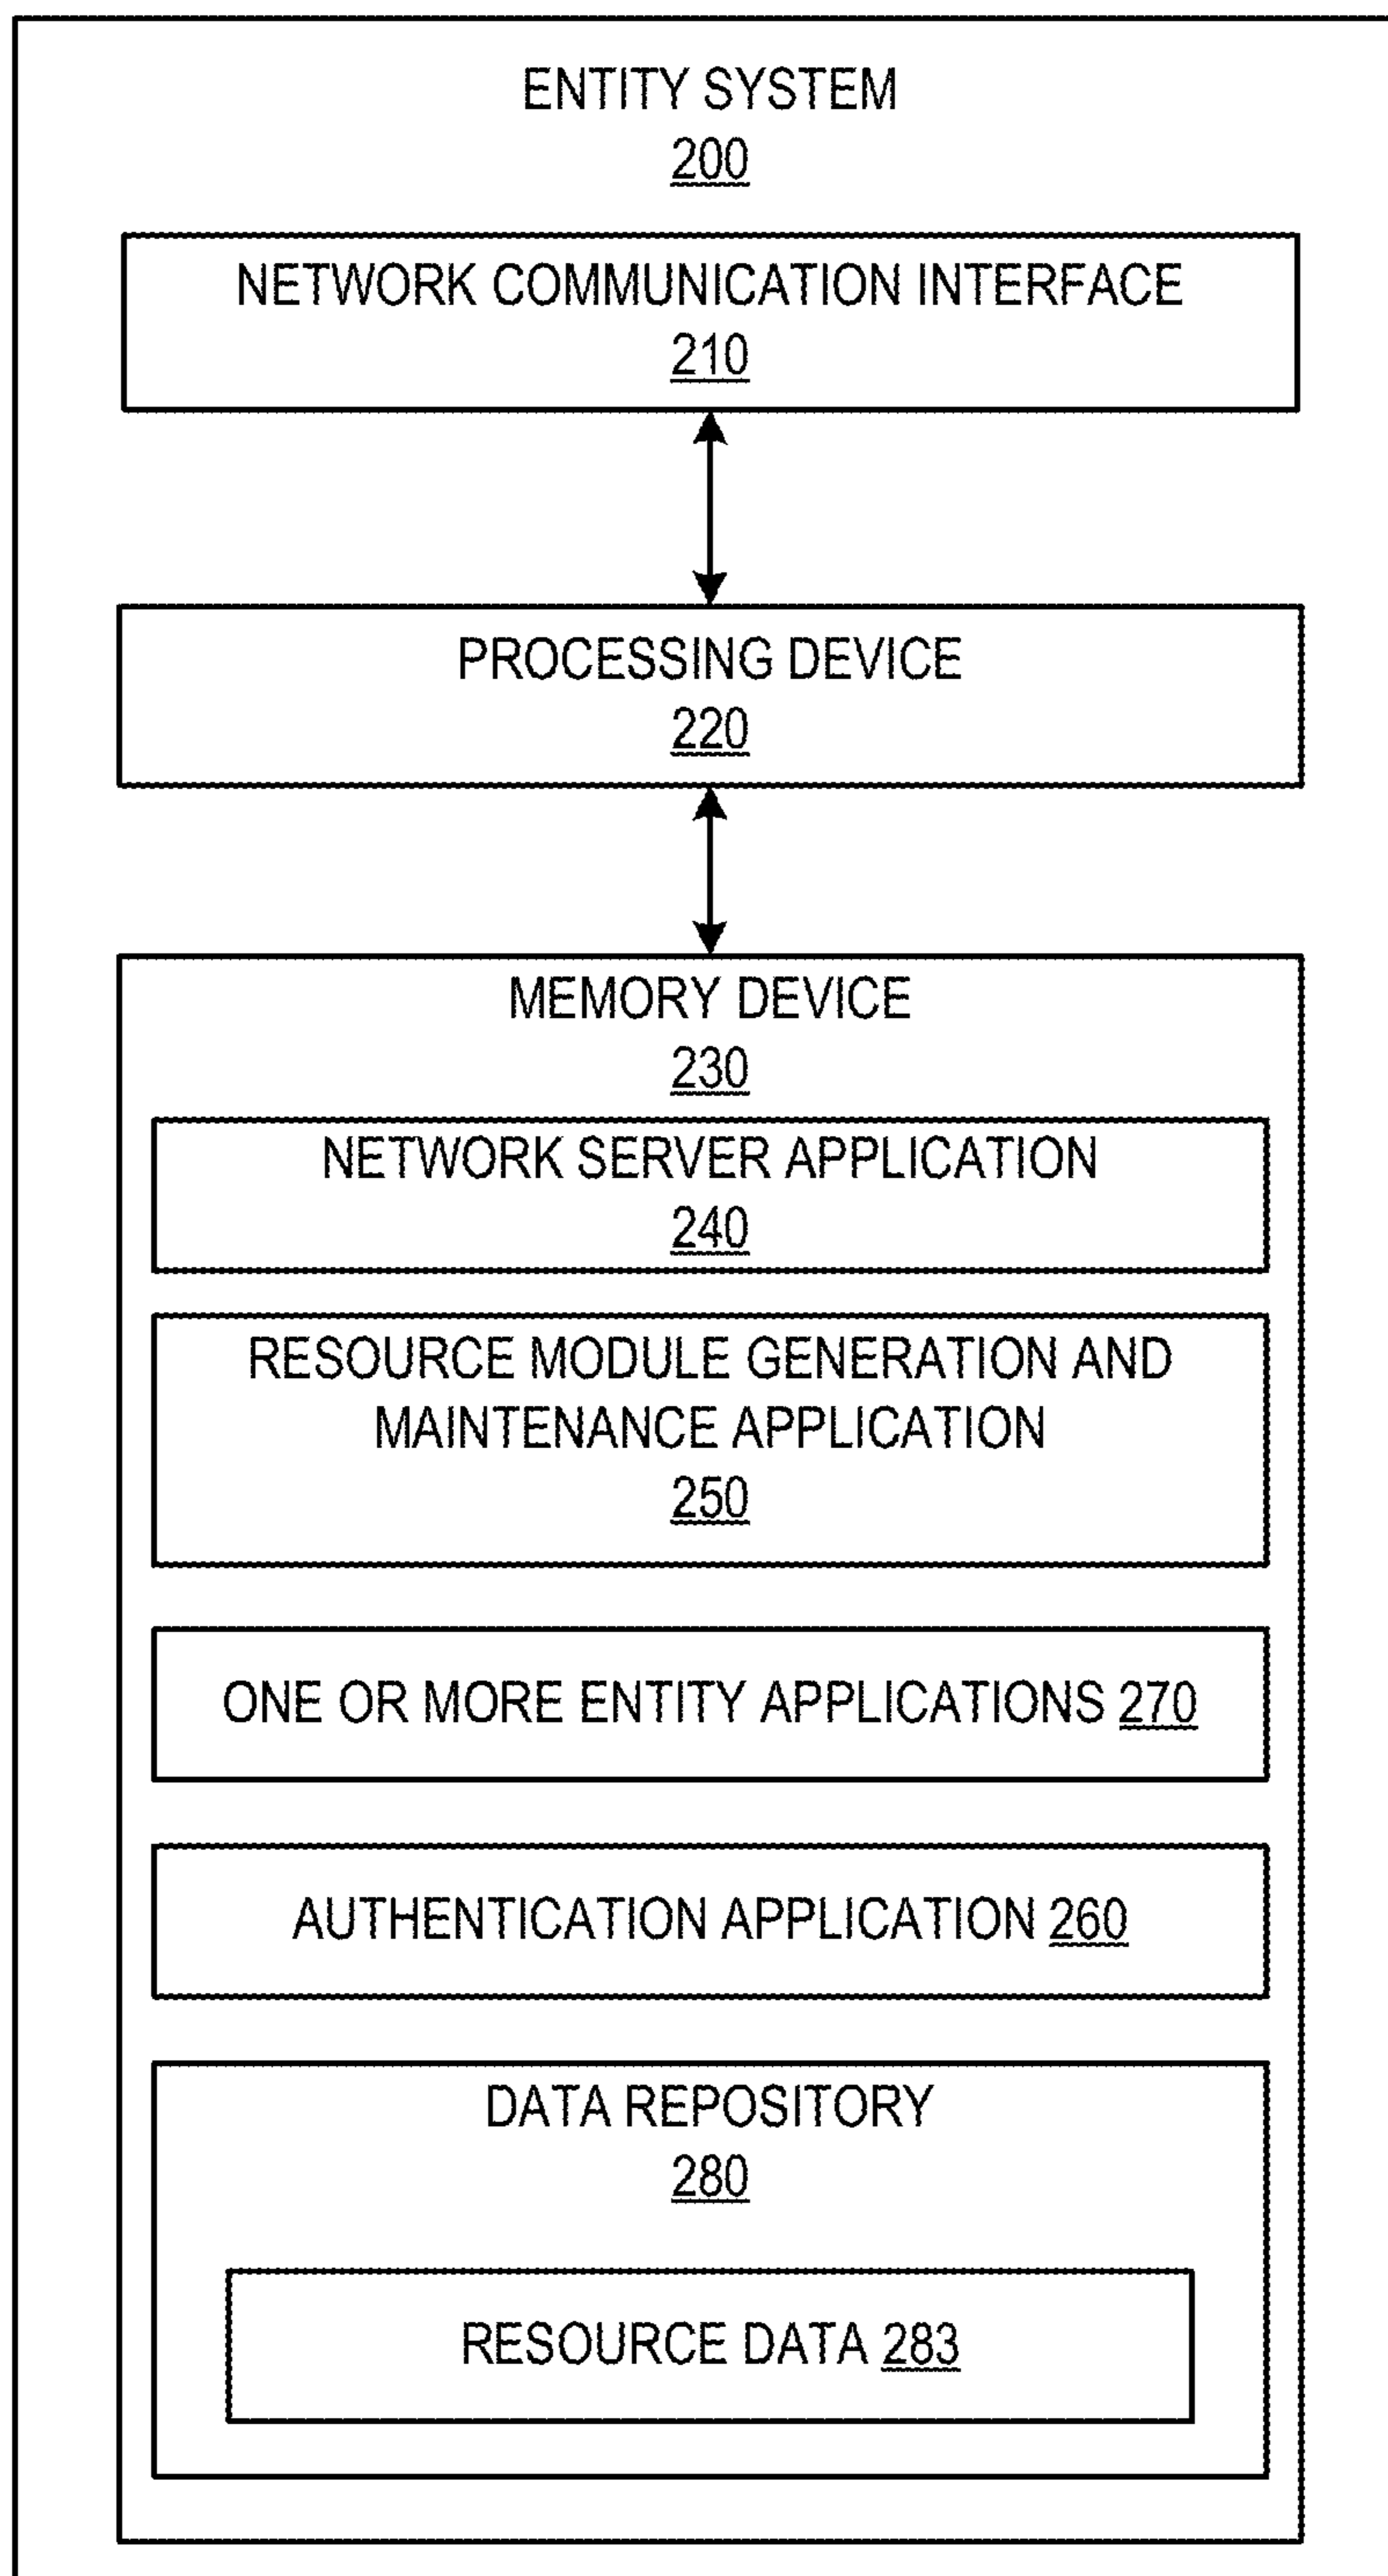 ENTITY SYSTEM
200
NETWORK COMMUNICATION INTERFACE
210
PROCESSING DEVICE
220
MEMORY DEVICE
230
NETWORK SERVER APPLICATION
240
RESOURCE MODULE GENERATION AND
MAINTENANCE APPLICATION
250
ONE OR MORE ENTITY APPLICATIONS 270
AUTHENTICATION APPLICATION 260
DATA REPOSITORY
280
RESOURCE DATA 283